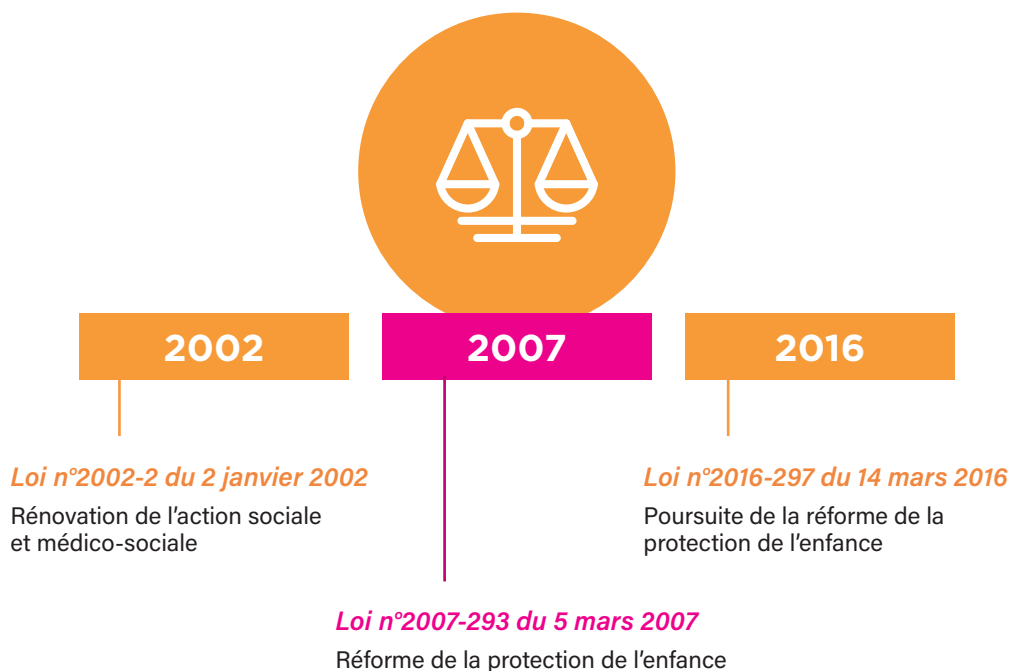 2002
2007
2016
Loi n°2002-2 du 2 janvier 2002
Rénovation de l'action sociale
et médico-sociale
Loi n°2016-297 du 14 mars 2016
Poursuite de la réforme de la
protection de l'enfance
Loi n°2007-293 du 5 mars 2007
Réforme de la protection de l'enfance